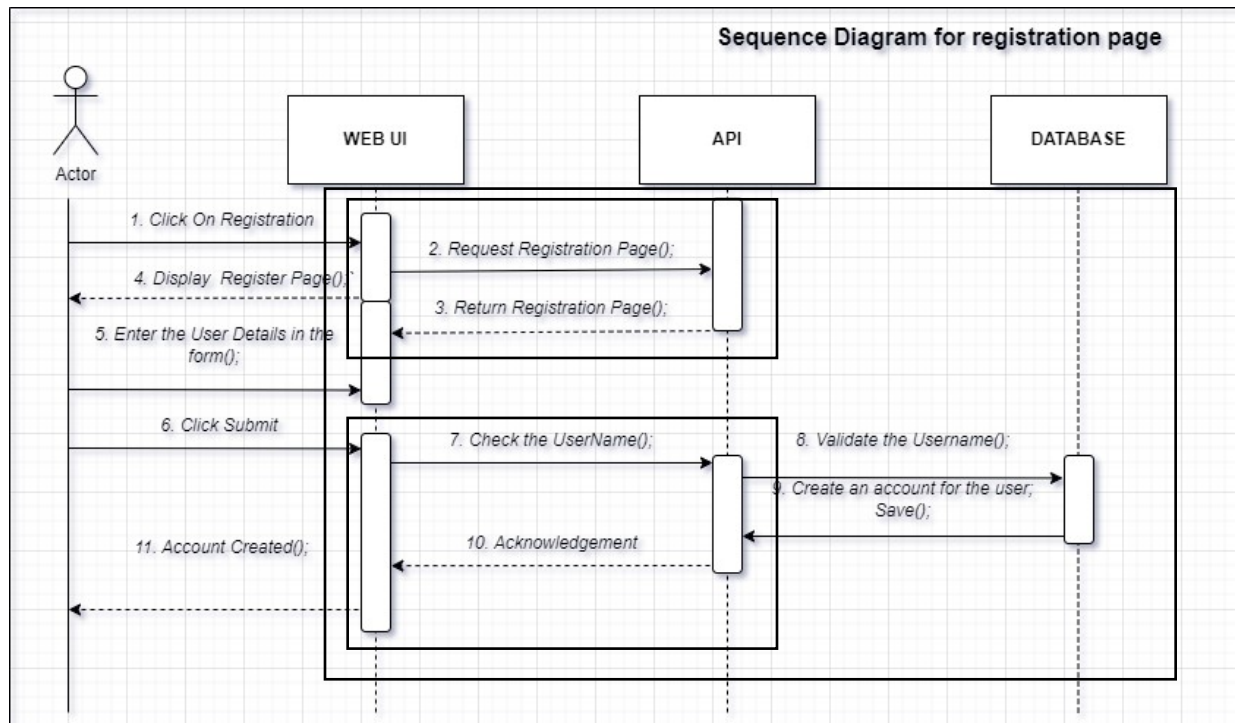 Sequence Diagram for registration page
Actor
WEB UI
API
DATABASE
1. Click On Registration
2. Request Registration Page();
4. Display  Register Page();`
3. Return Registration Page();
5. Enter the User Details in the
form();
6. Click Submit
7. Check the UserName();
8. Validate the Username();
9. Create an account for the user;
Save();
11. Account Created();
10. Acknowledgement